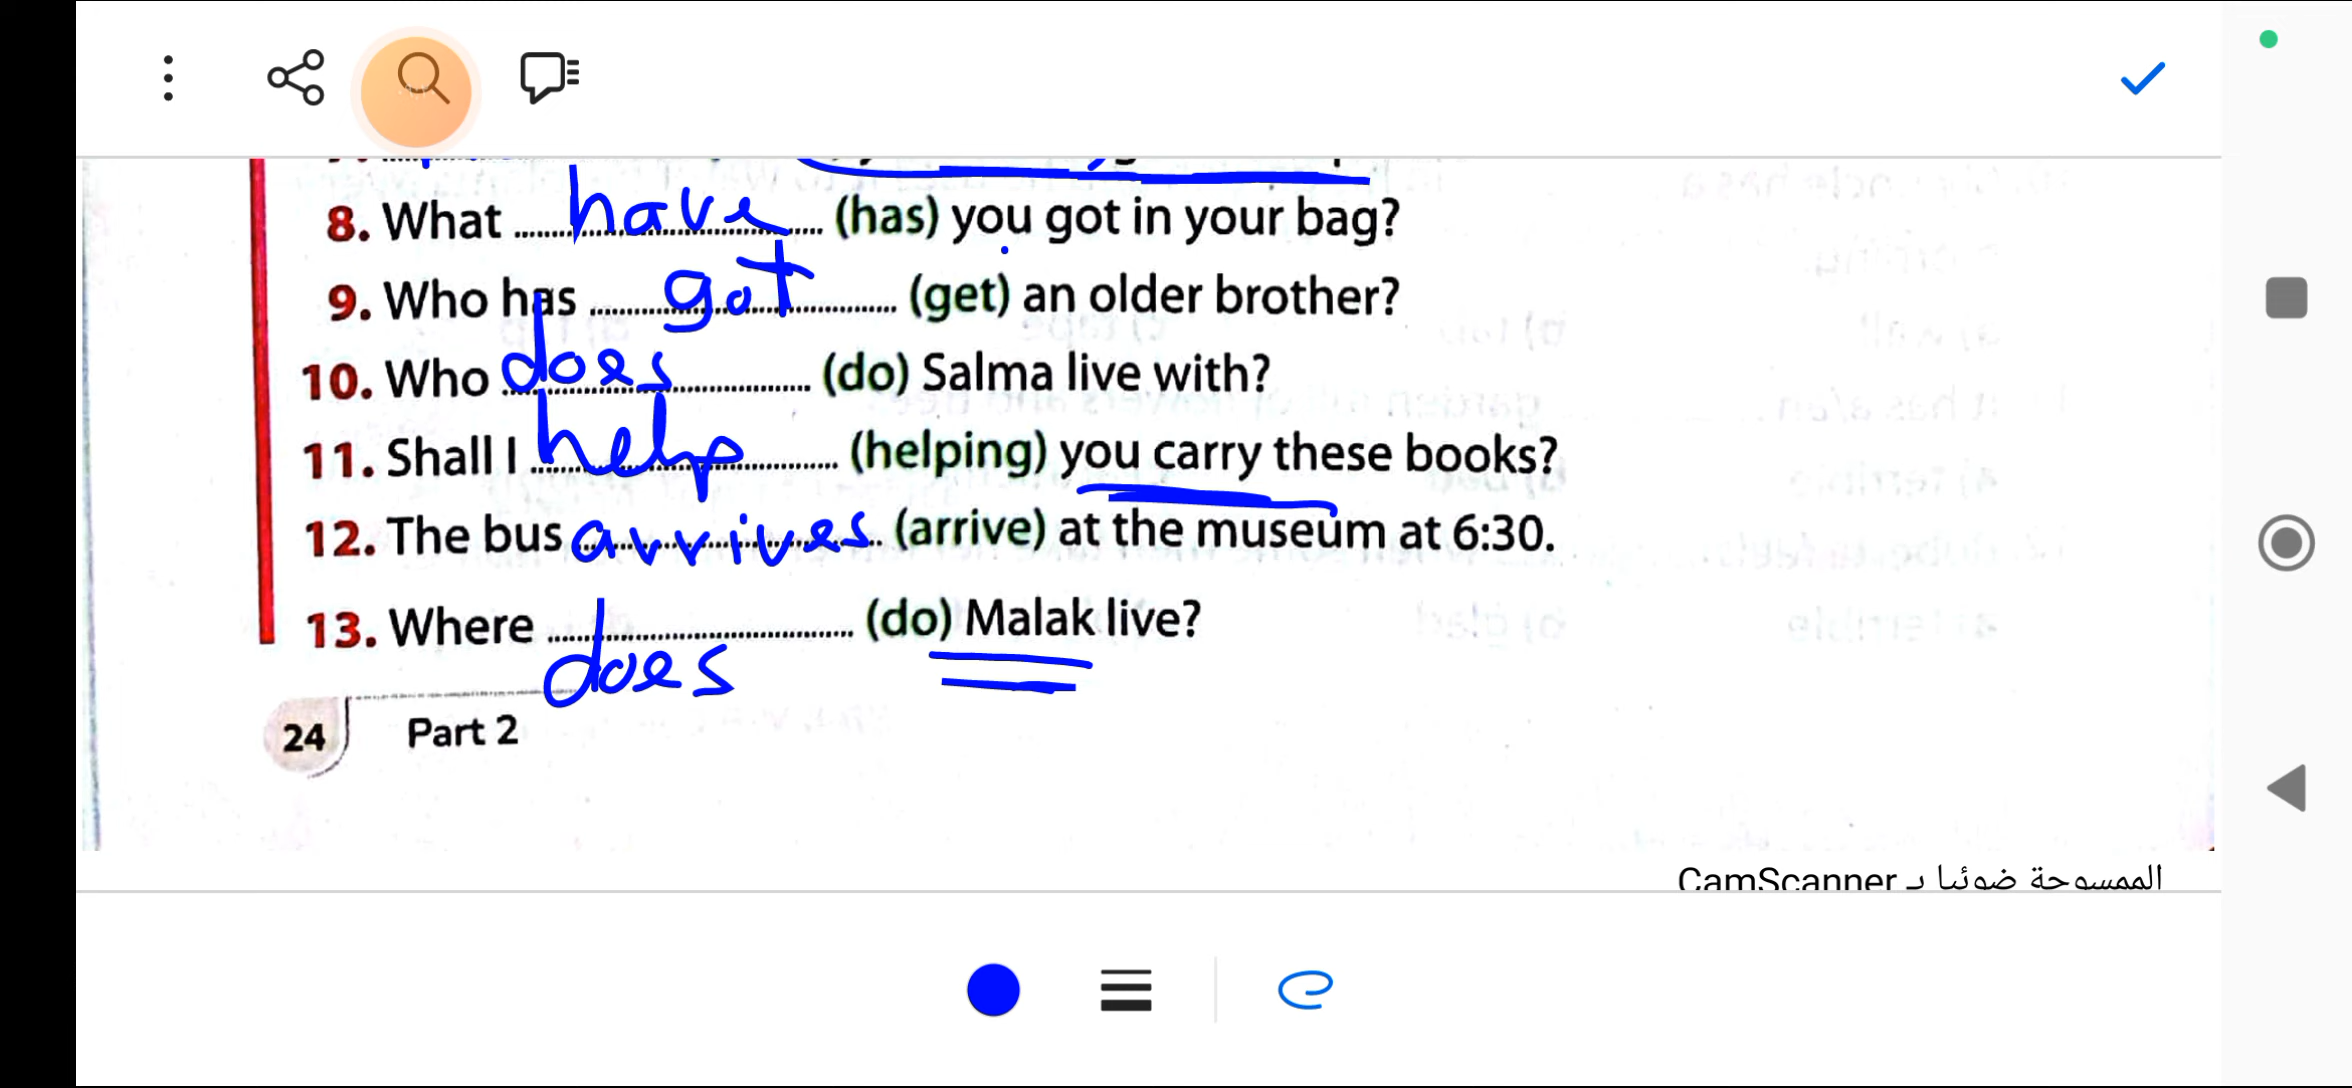 8. What have (has) you got in your bag?
9. Who has got (get) an older brother?
10. Who does (do) Salma live with?
11. Shall I help (helping) you carry these books?
12. The bus arrives (arrive) at the museum at 6:30.
13. Where does (do) Malak live?
24 Part 2
الممسوحة ضوئيا بـ CamScanner